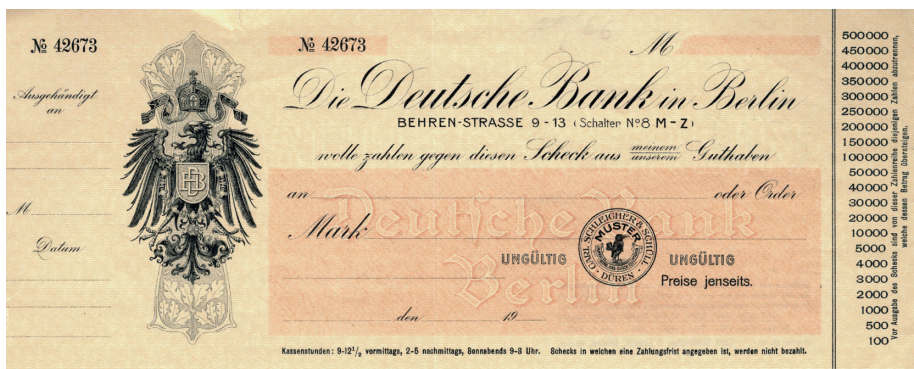 № 42673
Ausgehändigt
an
M
Datum
№ 42673
M
Die Deutsche Bank in Berlin
BEHREN-STRASSE 9-13 (Schalter Nº8 M-Z)
wolle zahlen gegen diesen Scheck aus meinem unserem Guthaben
an oder Order
Deutsche Bank
Mark
CARL SCHLEICHER & SCHÜLL
MUSTER
DÜREN
UNGÜLTIG UNGÜLTIG
Preise jenseits.
Berlin
den 19
Kassenstunden: 9-12½ vormittags, 2-5 nachmittags, Sonnabends 9-3 Uhr. Schecks in welchen eine Zahlungsfrist angegeben ist, werden nicht bezahlt.
500000
450000
400000
350000
300000
250000
200000
150000
100000
50000
40000
30000
20000
10000
5000
4000
3000
2000
1000
500
100
Vor Ausgabe des Schecks sind von dieser Zahlenreihe diejenigen Zahlen abzutrennen,
welche dessen Betrag übersteigen.